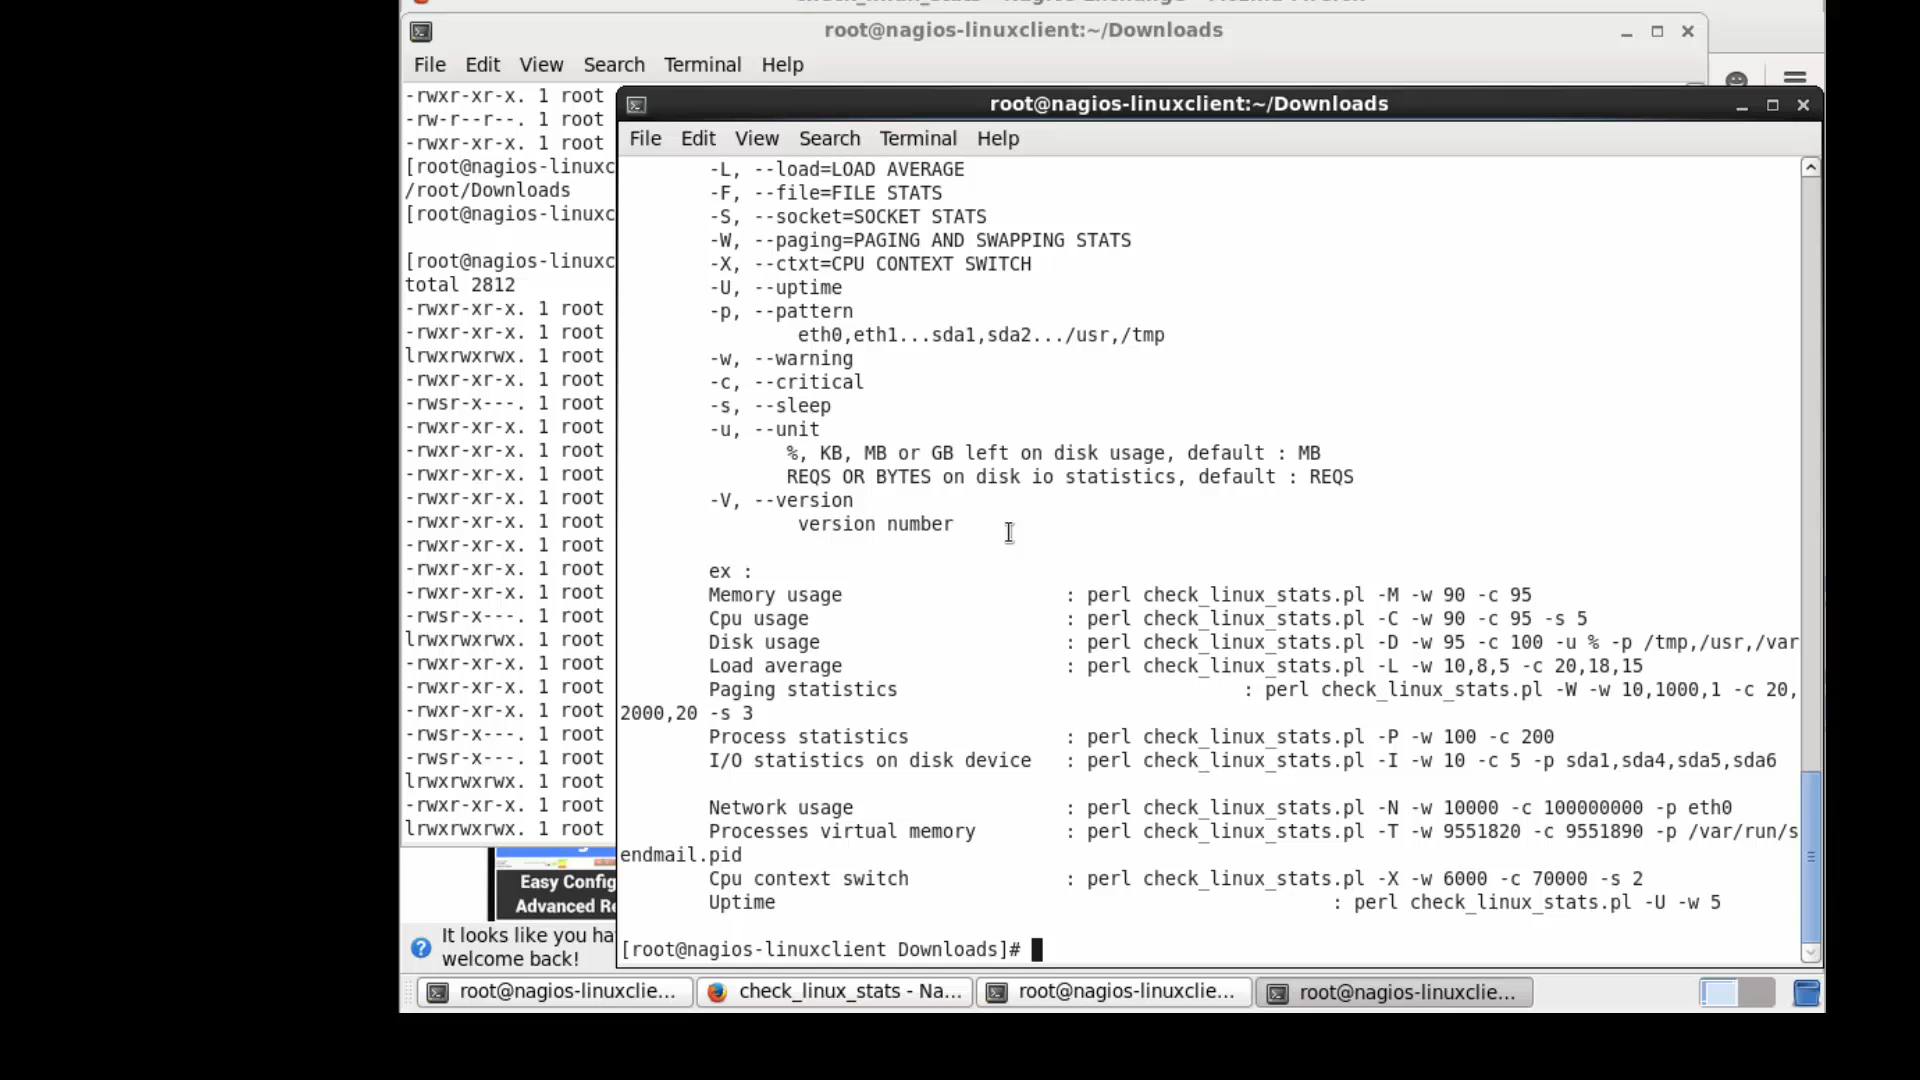 root@nagios-linuxclient:~/Downloads
File Edit View Search Terminal Help
-rwxr-xr-x. 1 root
-rw-r--r--. 1 root
-rwxr-xr-x. 1 root
[root@nagios-linuxc
/root/Downloads
[root@nagios-linuxc
[root@nagios-linuxc
total 2812
-rwxr-xr-x. 1 root
-rwxr-xr-x. 1 root
lrwxrwxrwx. 1 root
-rwxr-xr-x. 1 root
-rwsr-x---. 1 root
-rwxr-xr-x. 1 root
-rwxr-xr-x. 1 root
-rwxr-xr-x. 1 root
-rwxr-xr-x. 1 root
-rwxr-xr-x. 1 root
-rwxr-xr-x. 1 root
-rwxr-xr-x. 1 root
-rwxr-xr-x. 1 root
-rwsr-x---. 1 root
lrwxrwxrwx. 1 root
-rwxr-xr-x. 1 root
-rwxr-xr-x. 1 root
-rwxr-xr-x. 1 root
-rwsr-x---. 1 root
-rwsr-x---. 1 root
lrwxrwxrwx. 1 root
-rwxr-xr-x. 1 root
lrwxrwxrwx. 1 root
Easy Config
Advanced Re
It looks like you ha
welcome back!
root@nagios-linuxclient:~/Downloads
File Edit View Search Terminal Help
-L, --load=LOAD AVERAGE
-F, --file=FILE STATS
-S, --socket=SOCKET STATS
-W, --paging=PAGING AND SWAPPING STATS
-X, --ctxt=CPU CONTEXT SWITCH
-U, --uptime
-p, --pattern
eth0,eth1...sda1,sda2.../usr,/tmp
-w, --warning
-c, --critical
-s, --sleep
-u, --unit
%, KB, MB or GB left on disk usage, default : MB
REQS OR BYTES on disk io statistics, default : REQS
-V, --version
version number
ex :
Memory usage : perl check_linux_stats.pl -M -w 90 -c 95
Cpu usage : perl check_linux_stats.pl -C -w 90 -c 95 -s 5
Disk usage : perl check_linux_stats.pl -D -w 95 -c 100 -u % -p /tmp,/usr,/var
Load average : perl check_linux_stats.pl -L -w 10,8,5 -c 20,18,15
Paging statistics : perl check_linux_stats.pl -W -w 10,1000,1 -c 20,
2000,20 -s 3
Process statistics : perl check_linux_stats.pl -P -w 100 -c 200
I/O statistics on disk device : perl check_linux_stats.pl -I -w 10 -c 5 -p sda1,sda4,sda5,sda6
Network usage : perl check_linux_stats.pl -N -w 10000 -c 100000000 -p eth0
Processes virtual memory : perl check_linux_stats.pl -T -w 9551820 -c 9551890 -p /var/run/s
endmail.pid
Cpu context switch : perl check_linux_stats.pl -X -w 6000 -c 70000 -s 2
Uptime : perl check_linux_stats.pl -U -w 5
[root@nagios-linuxclient Downloads]#
root@nagios-linuxclie... check_linux_stats - Na... root@nagios-linuxclie... root@nagios-linuxclie...